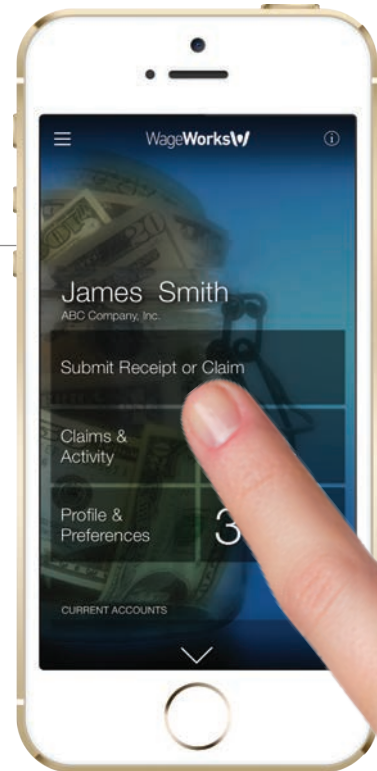 WageWorks
James Smith
ABC Company, Inc.
Submit Receipt or Claim
Claims &
Activity
Profile &
Preferences
3
CURRENT ACCOUNTS